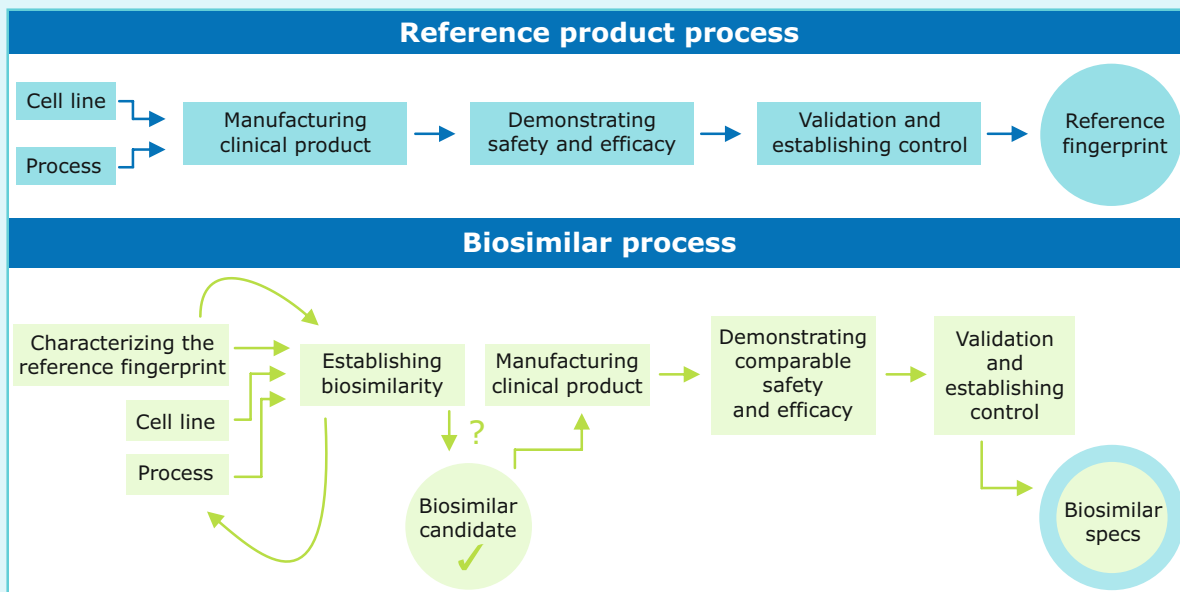 Reference product process
Cell line
Process
Manufacturing
clinical product
Demonstrating
safety and efficacy
Validation and
establishing control
Reference
fingerprint
Biosimilar process
Characterizing the
reference fingerprint
Cell line
Process
Establishing
biosimilarity
?
Biosimilar
candidate
Manufacturing
clinical product
Demonstrating
comparable
safety
and efficacy
Validation
and
establishing
control
Biosimilar
specs